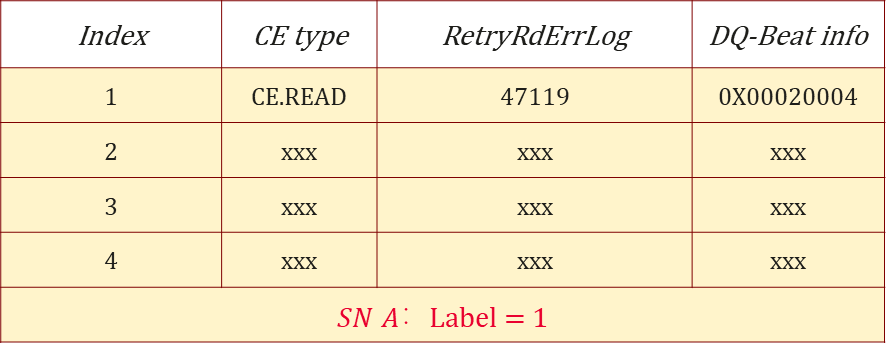 Index CE type RetryRdErrLog DQ-Beat info
1 CE.READ 47119 0X00020004
2 xxx xxx xxx
3 xxx xxx xxx
4 xxx xxx xxx
SN A: Label = 1